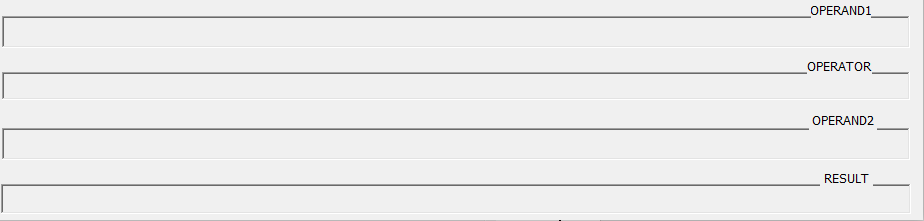 OPERAND1
OPERATOR
OPERAND2
RESULT